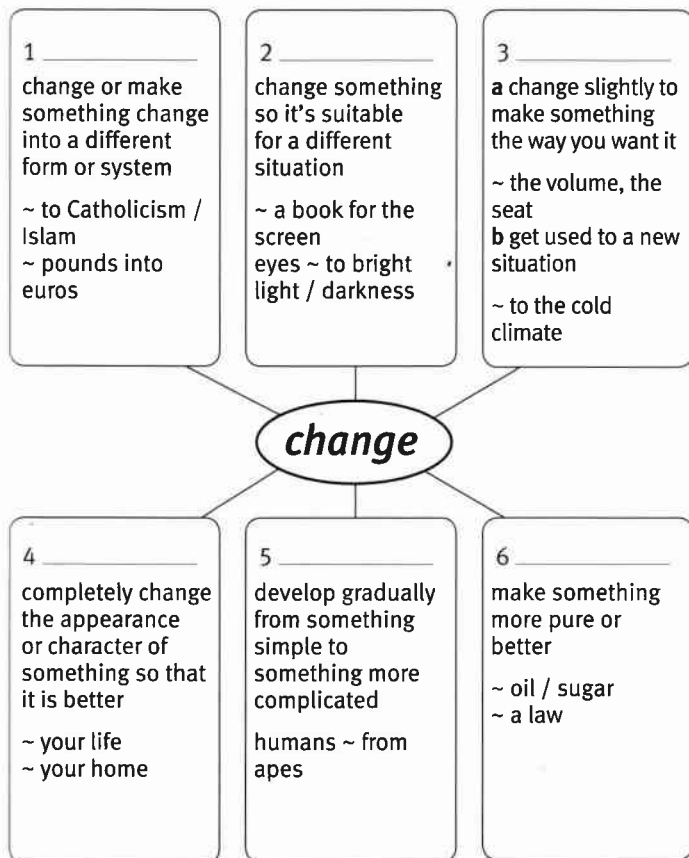 1
change or make
something change
into a different
form or system
~ to Catholicism /
Islam
~ pounds into
euros
2
change something
so it's suitable
for a different
situation
~ a book for the
screen
eyes ~ to bright
light / darkness
3
a change slightly to
make something
the way you want it
~ the volume, the
seat
b get used to a new
situation
~ to the cold
climate
change
4
completely change
the appearance
or character of
something so that
it is better
~ your life
~ your home
5
develop gradually
from something
simple to
something more
complicated
humans ~ from
apes
6
make something
more pure or
better
~ oil / sugar
~ a law